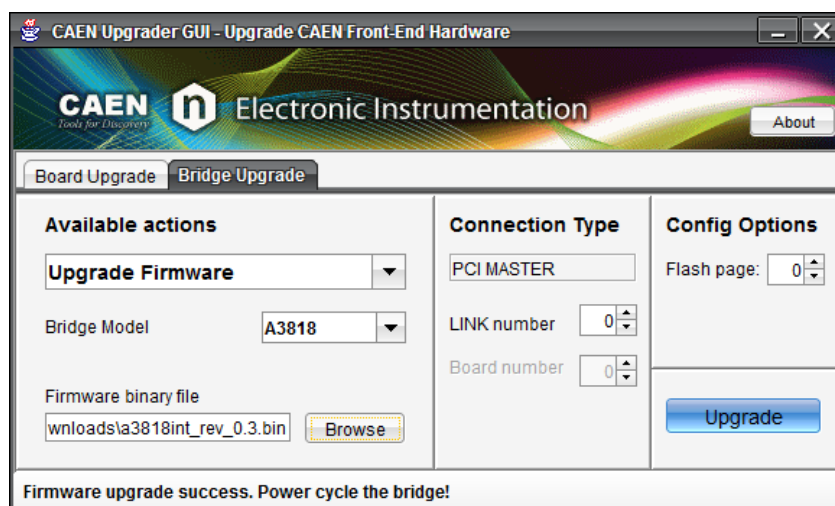 CAEN Upgrader GUI - Upgrade CAEN Front-End Hardware
CAEN n Electronic Instrumentation
Tools for Discovery
About
Board Upgrade Bridge Upgrade
Available actions
Upgrade Firmware
Bridge Model A3818
Firmware binary file
wnloads\a3818int_rev_0.3.bin Browse
Connection Type
PCI MASTER
LINK number 0
Board number 0
Config Options
Flash page: 0
Upgrade
Firmware upgrade success. Power cycle the bridge!